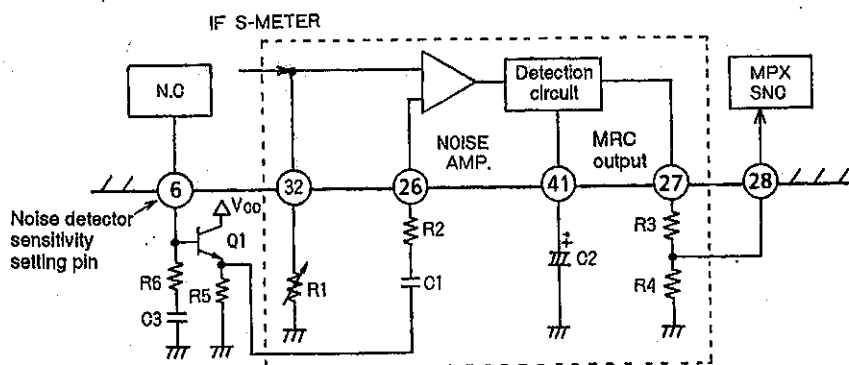 IF S-METER
N.C
Detection
circuit
MPX
SNC
NOISE
AMP.
MRC
output
6
32
26
41
27
28
Noise detector
sensitivity
setting pin
VCC
Q1
R6
R5
C3
R1
R2
C1
C2
R3
R4